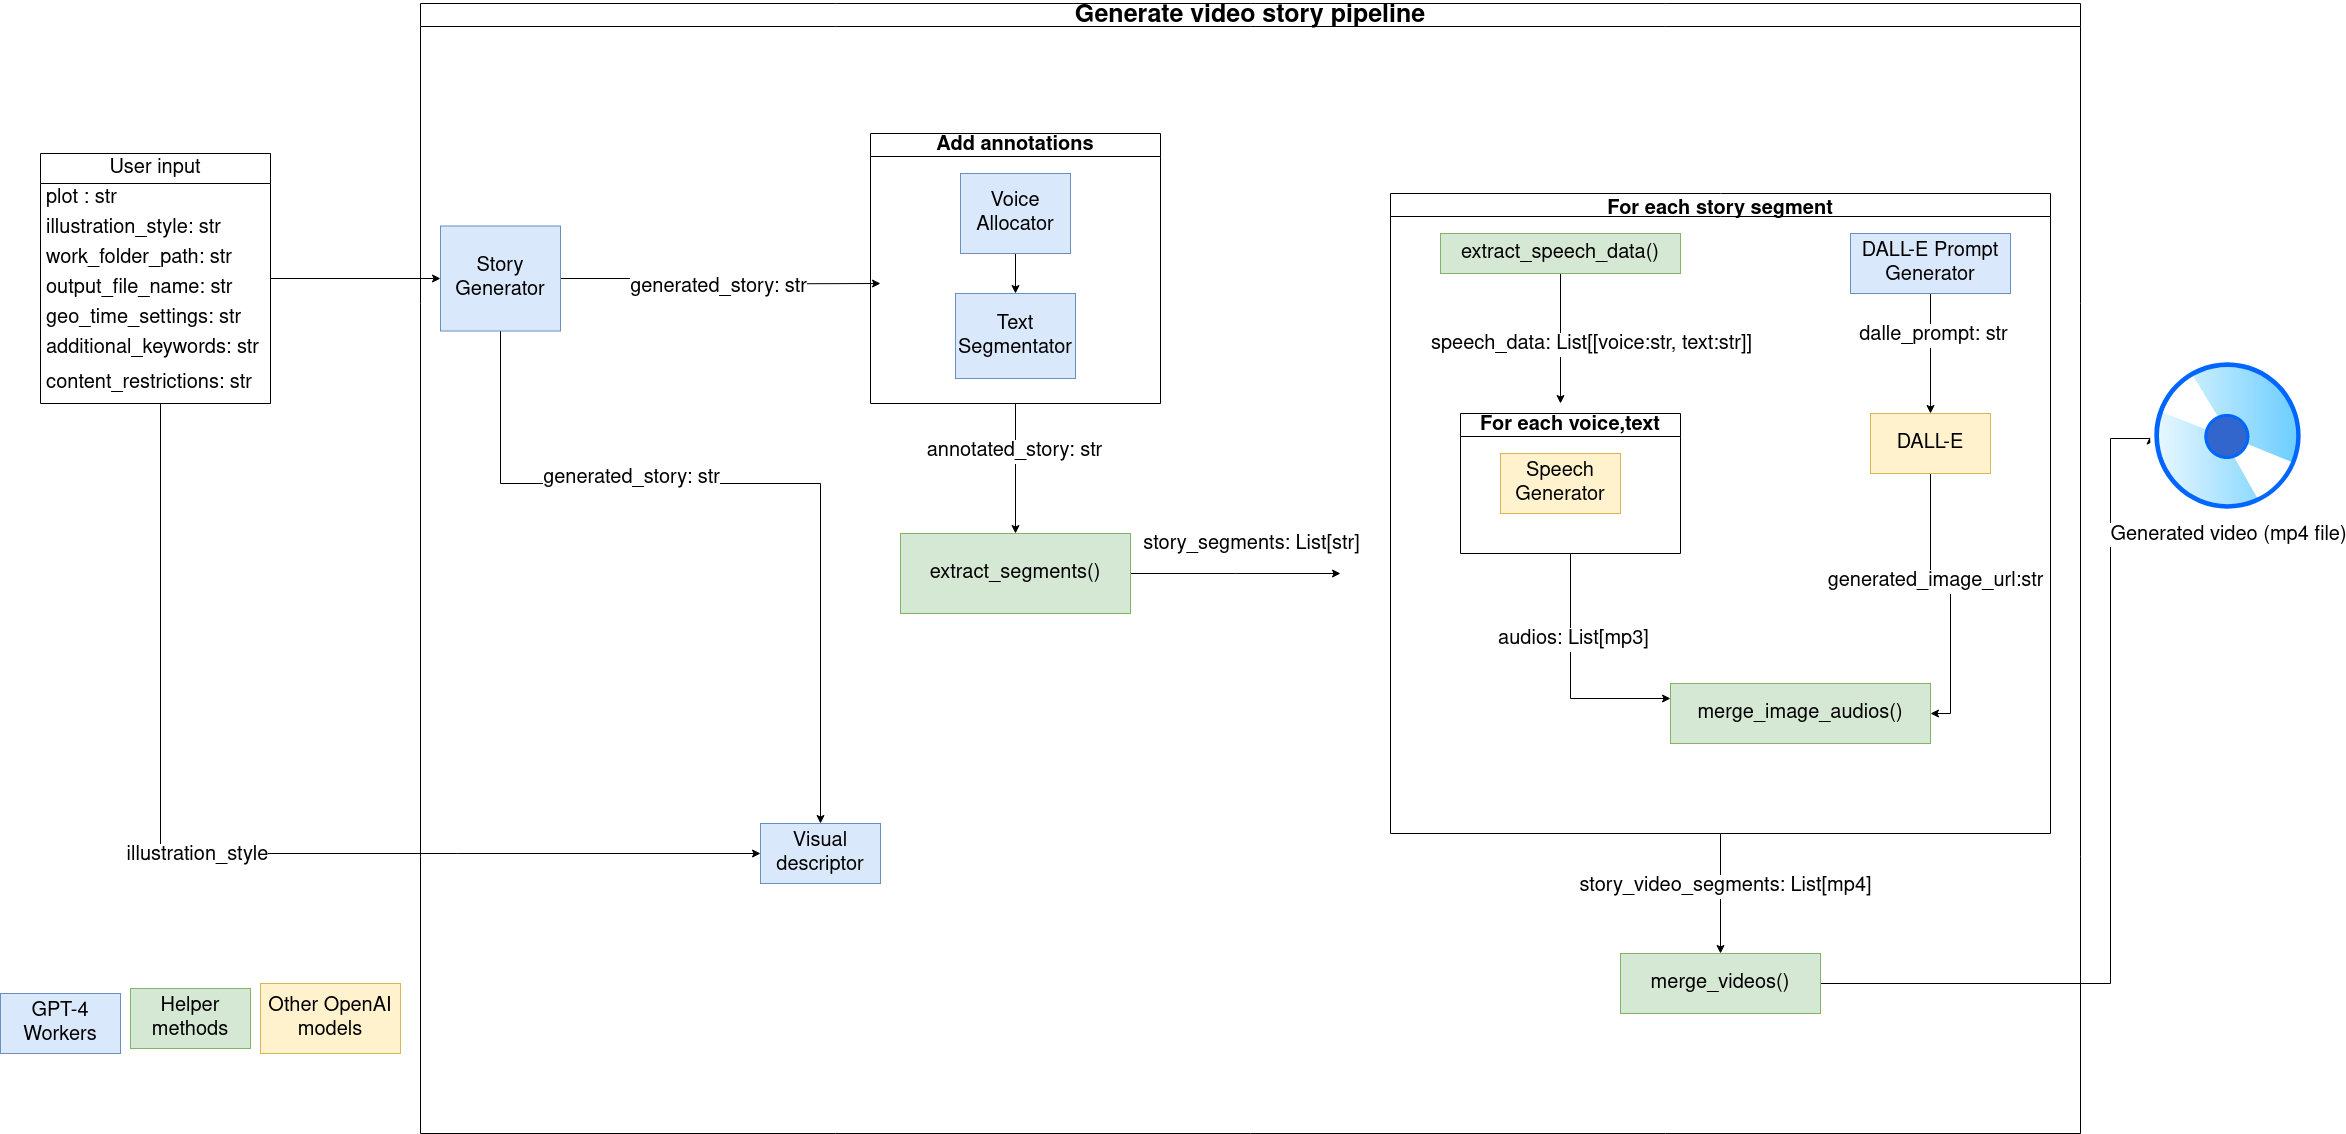 Generate video story pipeline
User input
plot : str
illustration_style: str
work_folder_path: str
output_file_name: str
geo_time_settings: str
additional_keywords: str
content_restrictions: str
Story
Generator
generated_story: str
generated_story: str
Add annotations
Voice
Allocator
Text
Segmentator
annotated_story: str
extract_segments()
story_segments: List[str]
illustration_style
Visual
descriptor
For each story segment
extract_speech_data()
speech_data: List[[voice:str, text:str]]
For each voice,text
Speech
Generator
audios: List[mp3]
DALL-E Prompt
Generator
dalle_prompt: str
DALL-E
generated_image_url:str
merge_image_audios()
story_video_segments: List[mp4]
merge_videos()
Generated video (mp4 file)
GPT-4
Workers
Helper
methods
Other OpenAI
models